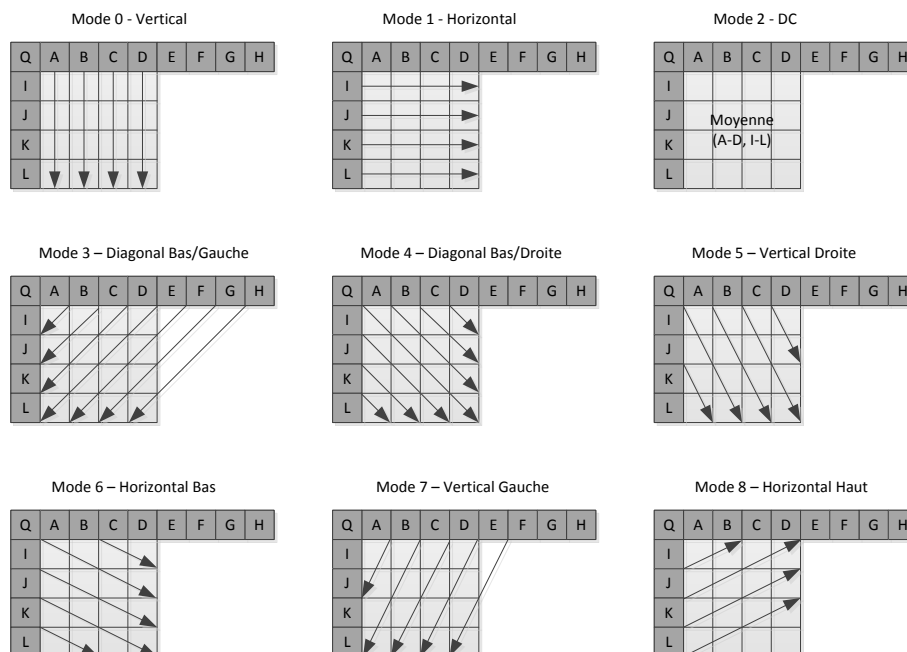 Mode 0 - Vertical
Q A B C D E F G H
I
J
K
L
Mode 1 - Horizontal
Q A B C D E F G H
I
J
K
L
Mode 2 - DC
Q A B C D E F G H
I
J
K
L
Moyenne
(A-D, I-L)
Mode 3 – Diagonal Bas/Gauche
Q A B C D E F G H
I
J
K
L
Mode 4 – Diagonal Bas/Droite
Q A B C D E F G H
I
J
K
L
Mode 5 – Vertical Droite
Q A B C D E F G H
I
J
K
L
Mode 6 – Horizontal Bas
Q A B C D E F G H
I
J
K
L
Mode 7 – Vertical Gauche
Q A B C D E F G H
I
J
K
L
Mode 8 – Horizontal Haut
Q A B C D E F G H
I
J
K
L